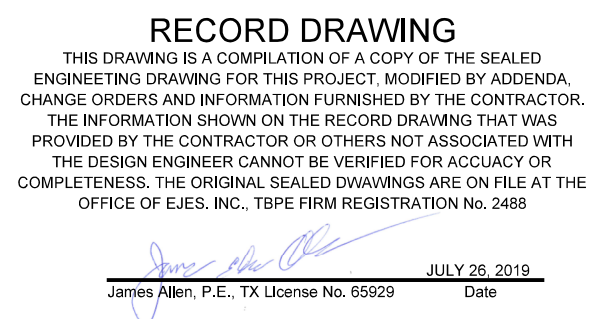 RECORD DRAWING
THIS DRAWING IS A COMPILATION OF A COPY OF THE SEALED
ENGINEETING DRAWING FOR THIS PROJECT, MODIFIED BY ADDENDA,
CHANGE ORDERS AND INFORMATION FURNISHED BY THE CONTRACTOR.
THE INFORMATION SHOWN ON THE RECORD DRAWING THAT WAS
PROVIDED BY THE CONTRACTOR OR OTHERS NOT ASSOCIATED WITH
THE DESIGN ENGINEER CANNOT BE VERIFIED FOR ACCUACY OR
COMPLETENESS. THE ORIGINAL SEALED DWAWINGS ARE ON FILE AT THE
OFFICE OF EJES. INC., TBPE FIRM REGISTRATION No. 2488
JULY 26, 2019
James Allen, P.E., TX License No. 65929 Date